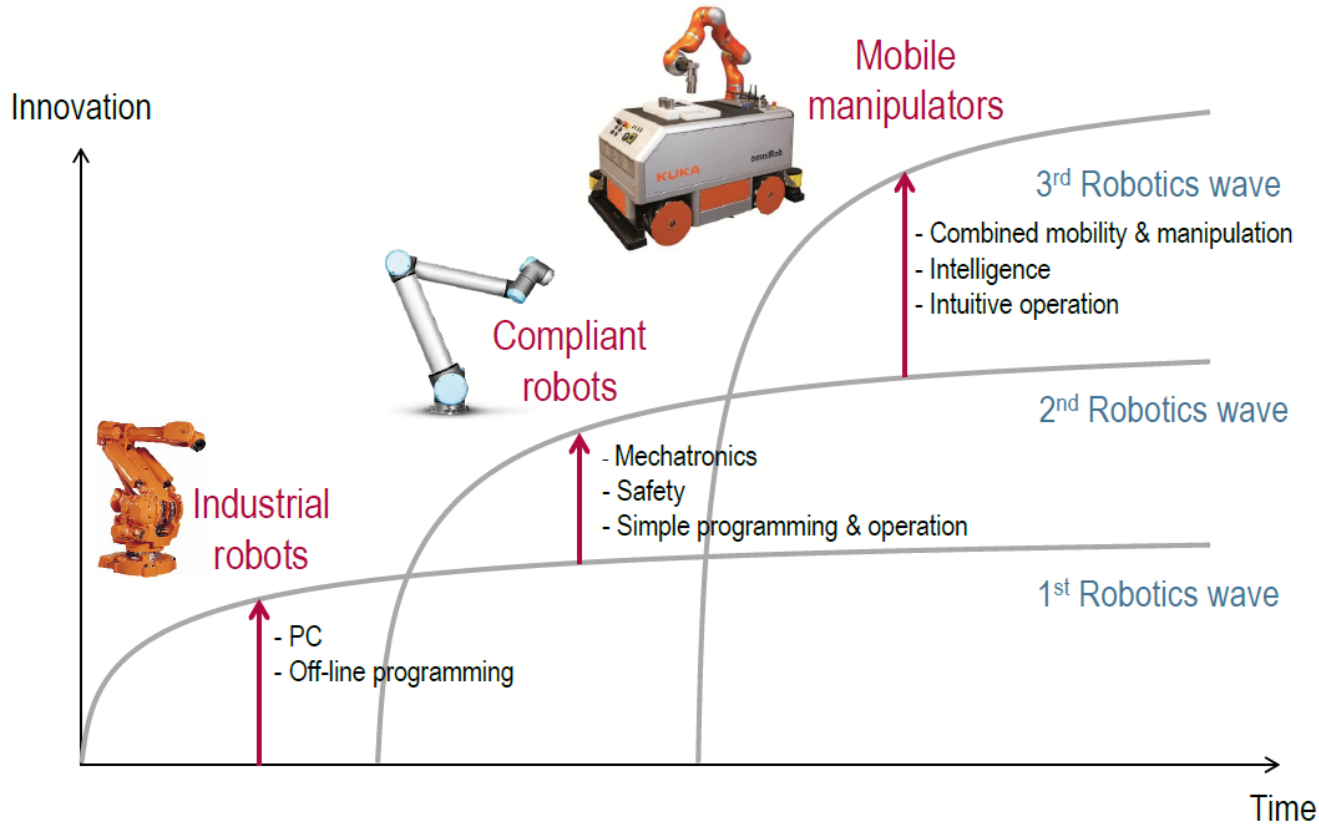 Innovation
Mobile
manipulators
KUKA
omniRob
3rd Robotics wave
- Combined mobility & manipulation
- Intelligence
- Intuitive operation
Compliant
robots
2nd Robotics wave
- Mechatronics
- Safety
- Simple programming & operation
Industrial
robots
1st Robotics wave
- PC
- Off-line programming
Time